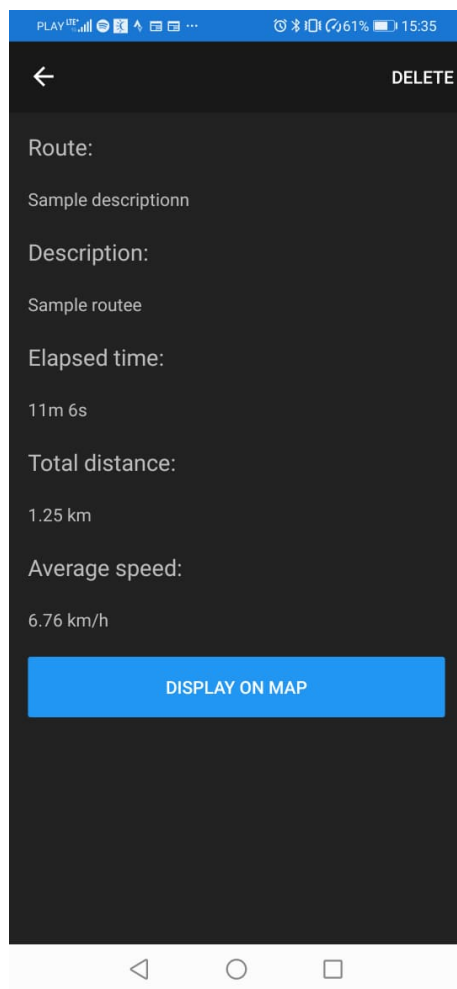 PLAY LTE 61% 15:35
DELETE
Route:
Sample descriptionn
Description:
Sample routee
Elapsed time:
11m 6s
Total distance:
1.25 km
Average speed:
6.76 km/h
DISPLAY ON MAP